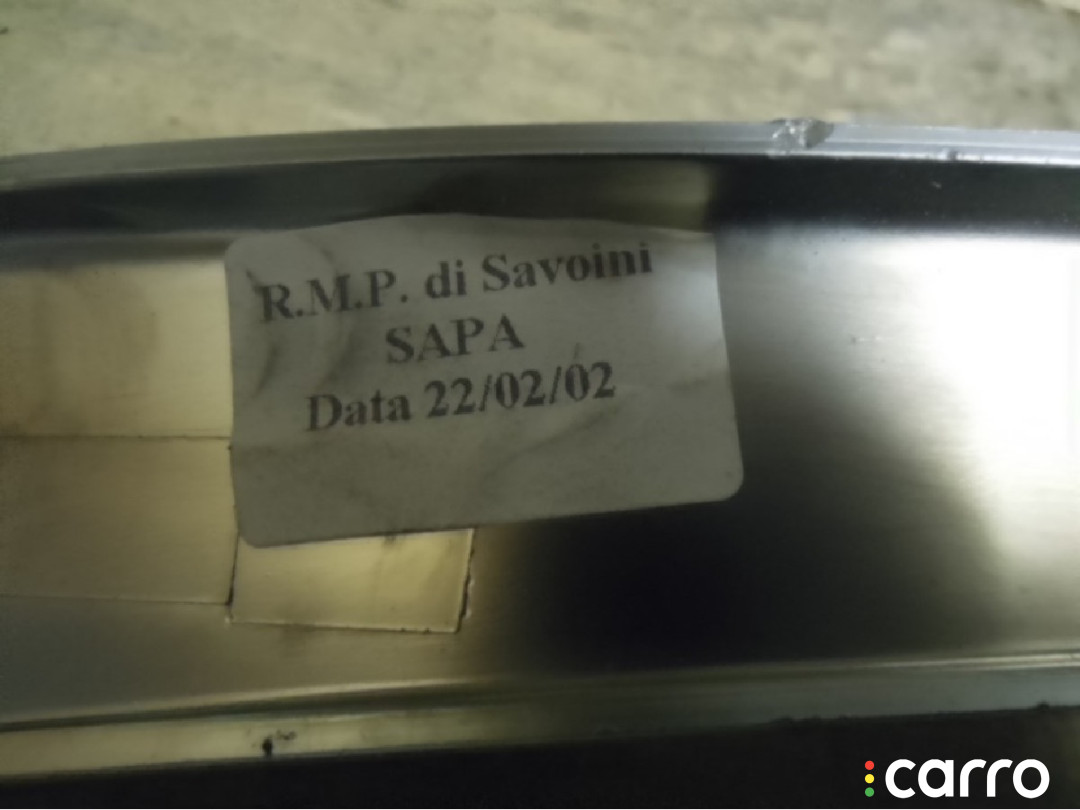 R.M.P. di Savoini
SAPA
Data 22/02/02
carro